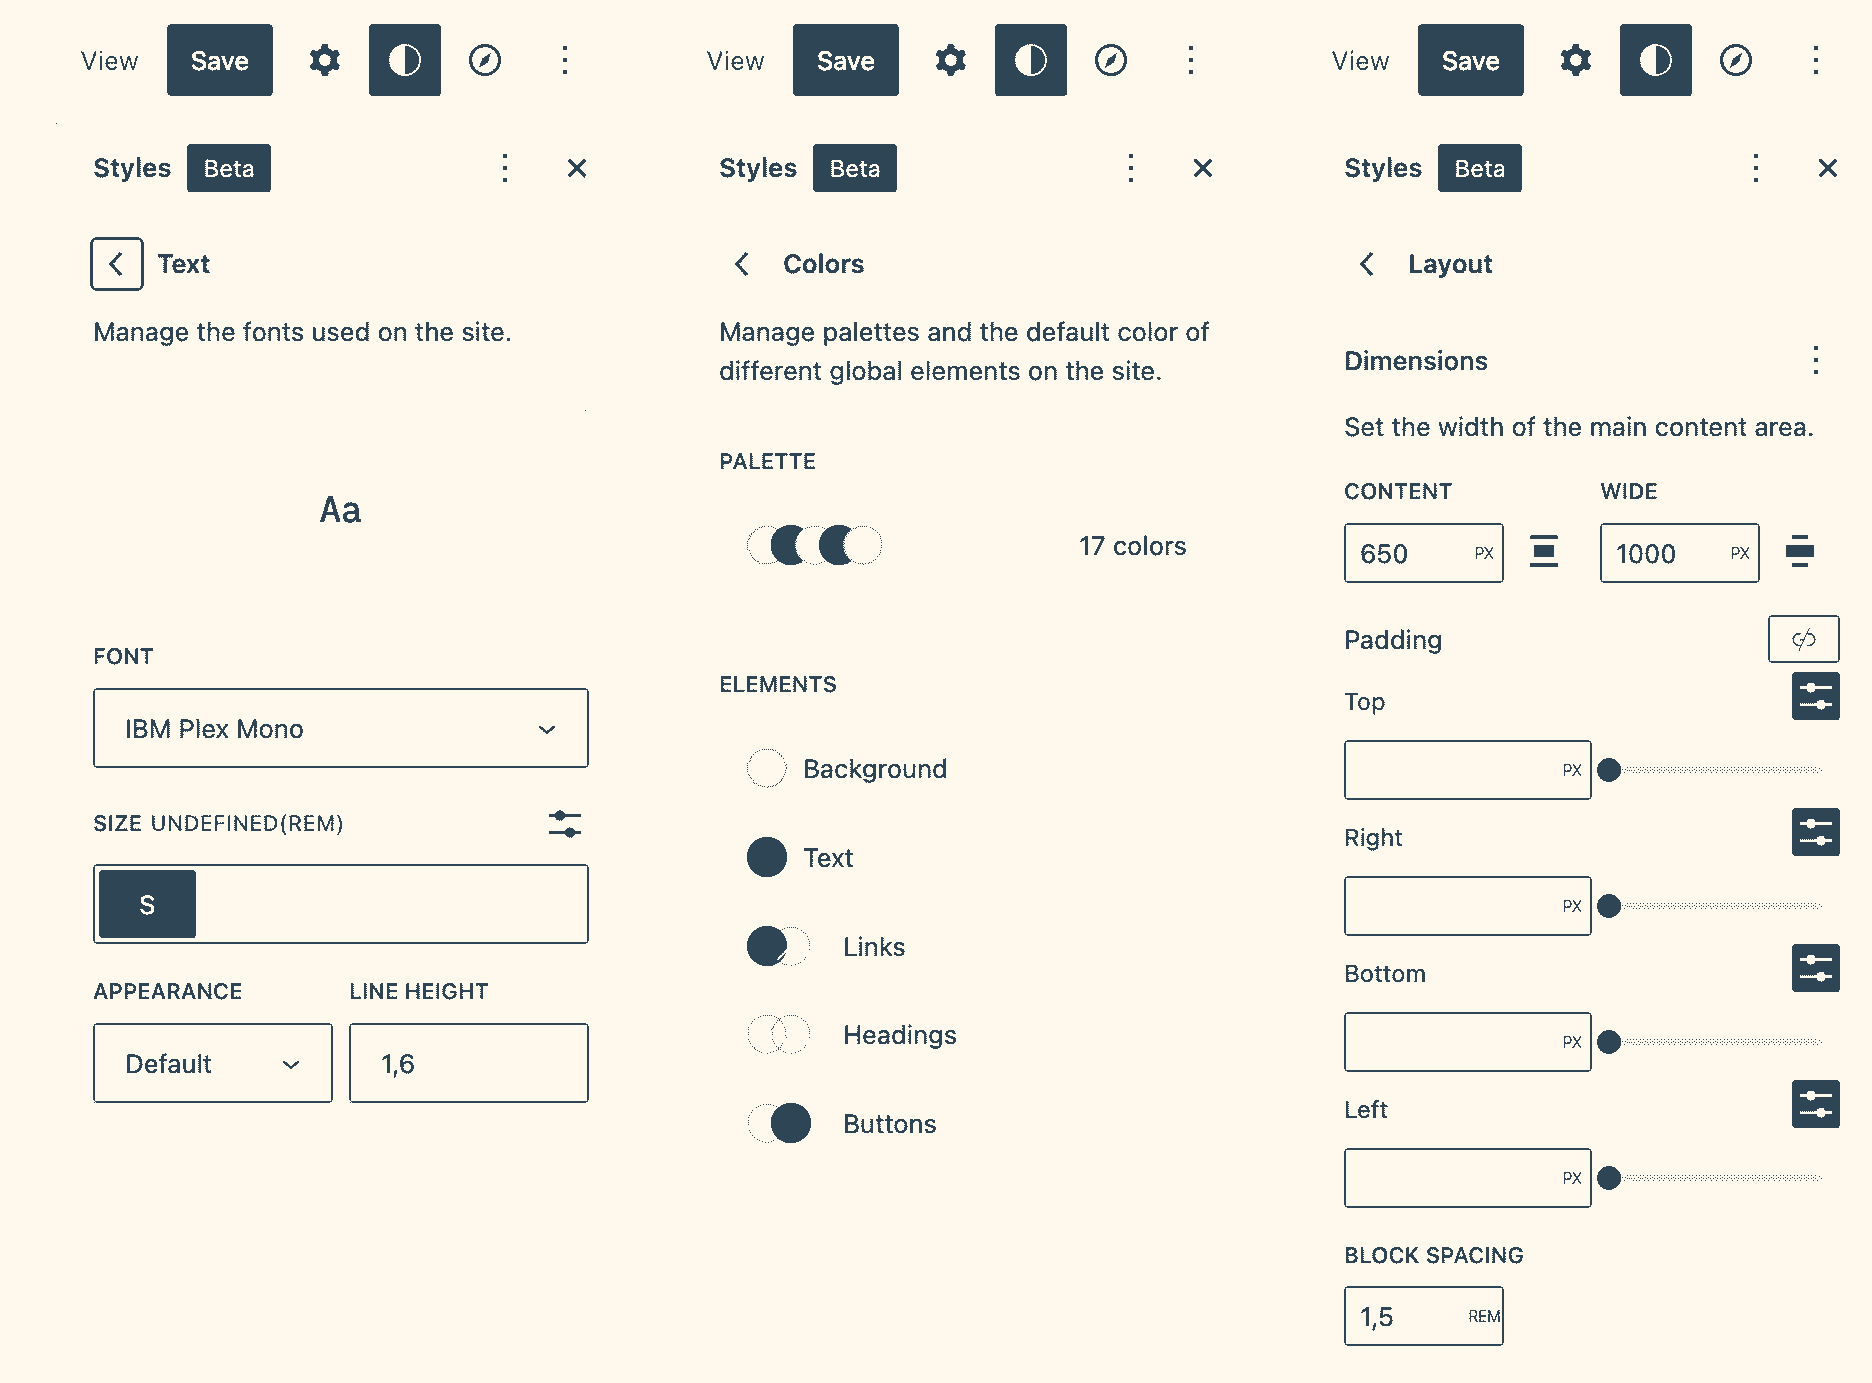 View Save
Styles Beta
Text
Manage the fonts used on the site.
Aa
FONT
IBM Plex Mono
SIZE UNDEFINED(REM)
S
APPEARANCE LINE HEIGHT
Default 1,6
View Save
Styles Beta
Colors
Manage palettes and the default color of
different global elements on the site.
PALETTE
17 colors
ELEMENTS
Background
Text
Links
Headings
Buttons
View Save
Styles Beta
Layout
Dimensions
Set the width of the main content area.
CONTENT WIDE
650 PX 1000 PX
Padding
Top
PX
Right
PX
Bottom
PX
Left
PX
BLOCK SPACING
1,5 REM